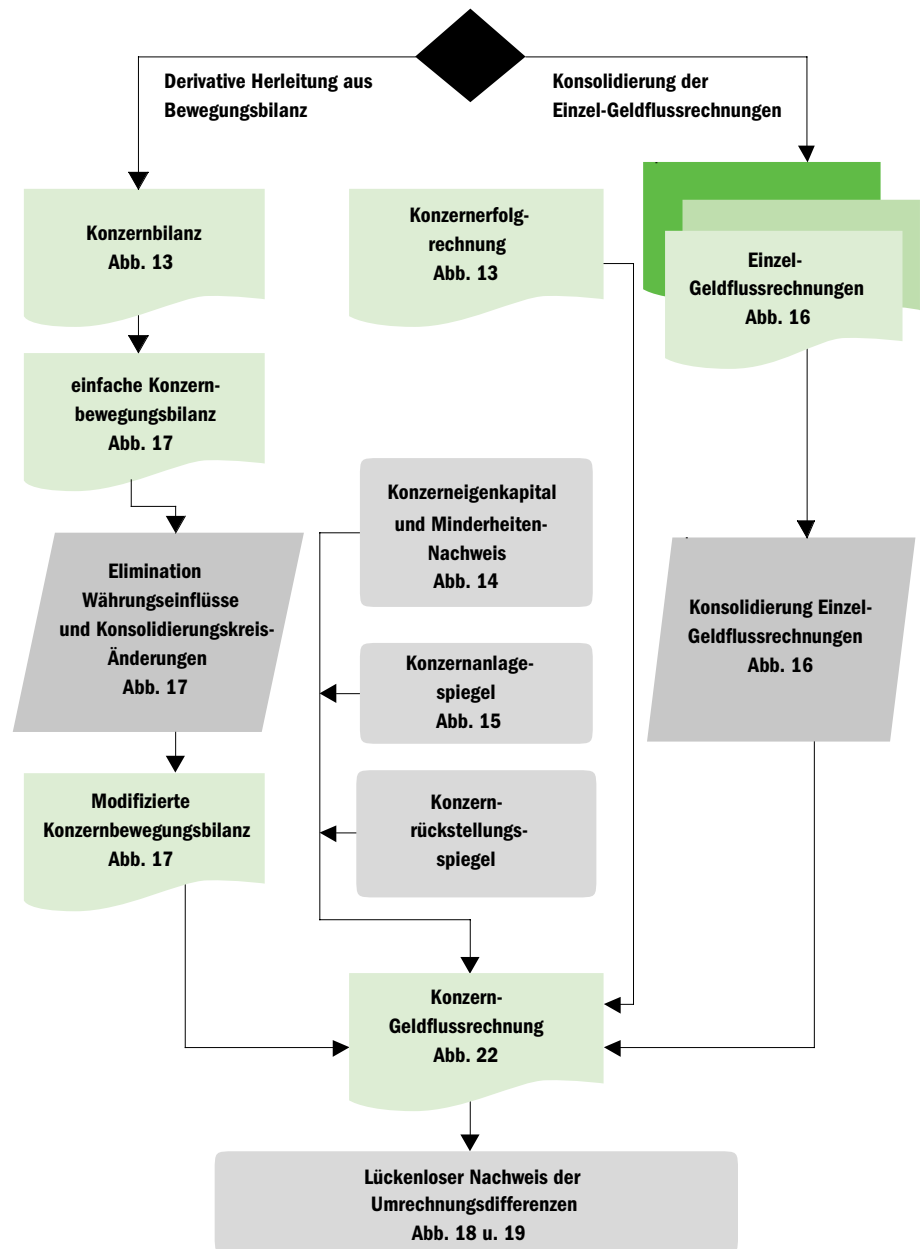 Derivative Herleitung aus
Bewegungsbilanz
Konsolidierung der
Einzel-Geldflussrechnungen
Konzernbilanz
Abb. 13
Konzernerfolg-
rechnung
Abb. 13
Einzel-
Geldflussrechnungen
Abb. 16
einfache Konzern-
bewegungsbilanz
Abb. 17
Konzerneigenkapital
und Minderheiten-
Nachweis
Abb. 14
Elimination
Währungseinflüsse
und Konsolidierungskreis-
Änderungen
Abb. 17
Konsolidierung Einzel-
Geldflussrechnungen
Abb. 16
Konzernanlage-
spiegel
Abb. 15
Modifizierte
Konzernbewegungsbilanz
Abb. 17
Konzern-
rückstellungs-
spiegel
Konzern-
Geldflussrechnung
Abb. 22
Lückenloser Nachweis der
Umrechnungsdifferenzen
Abb. 18 u. 19